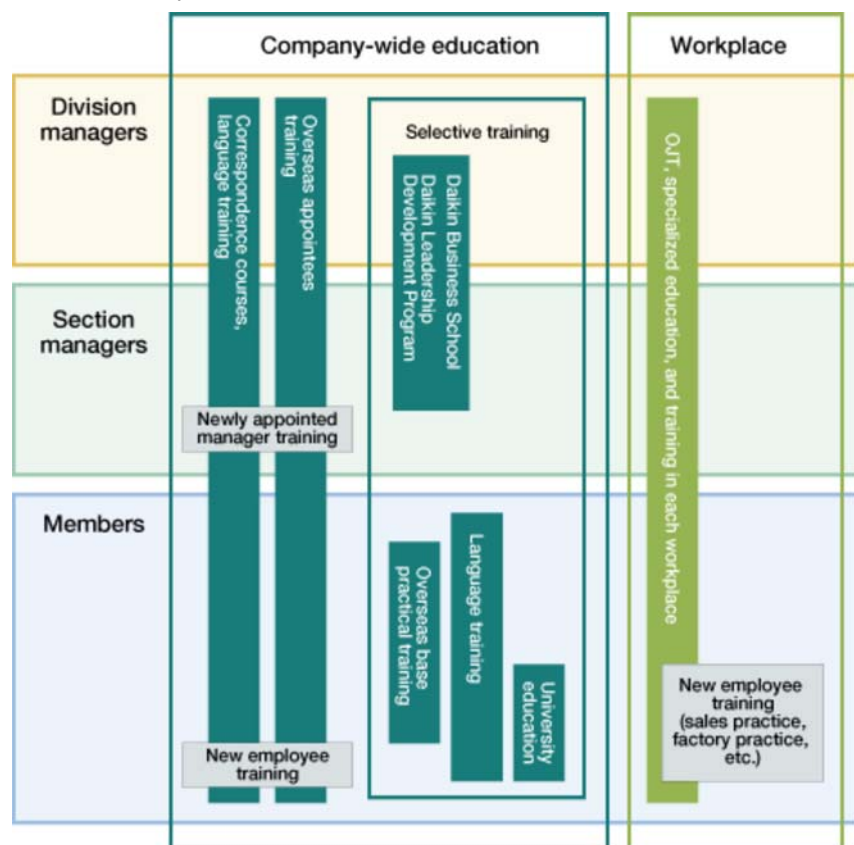 Company-wide education
Workplace
Division
managers
Correspondence courses,
language training
Overseas appointees
training
Selective training
Daikin Business School
Daikin Leadership
Development Program
OJT, specialized education, and training in each workplace
Section
managers
Newly appointed
manager training
Members
Overseas base
practical training
Language training
University
education
New employee
training
New employee
training
(sales practice,
factory practice,
etc.)